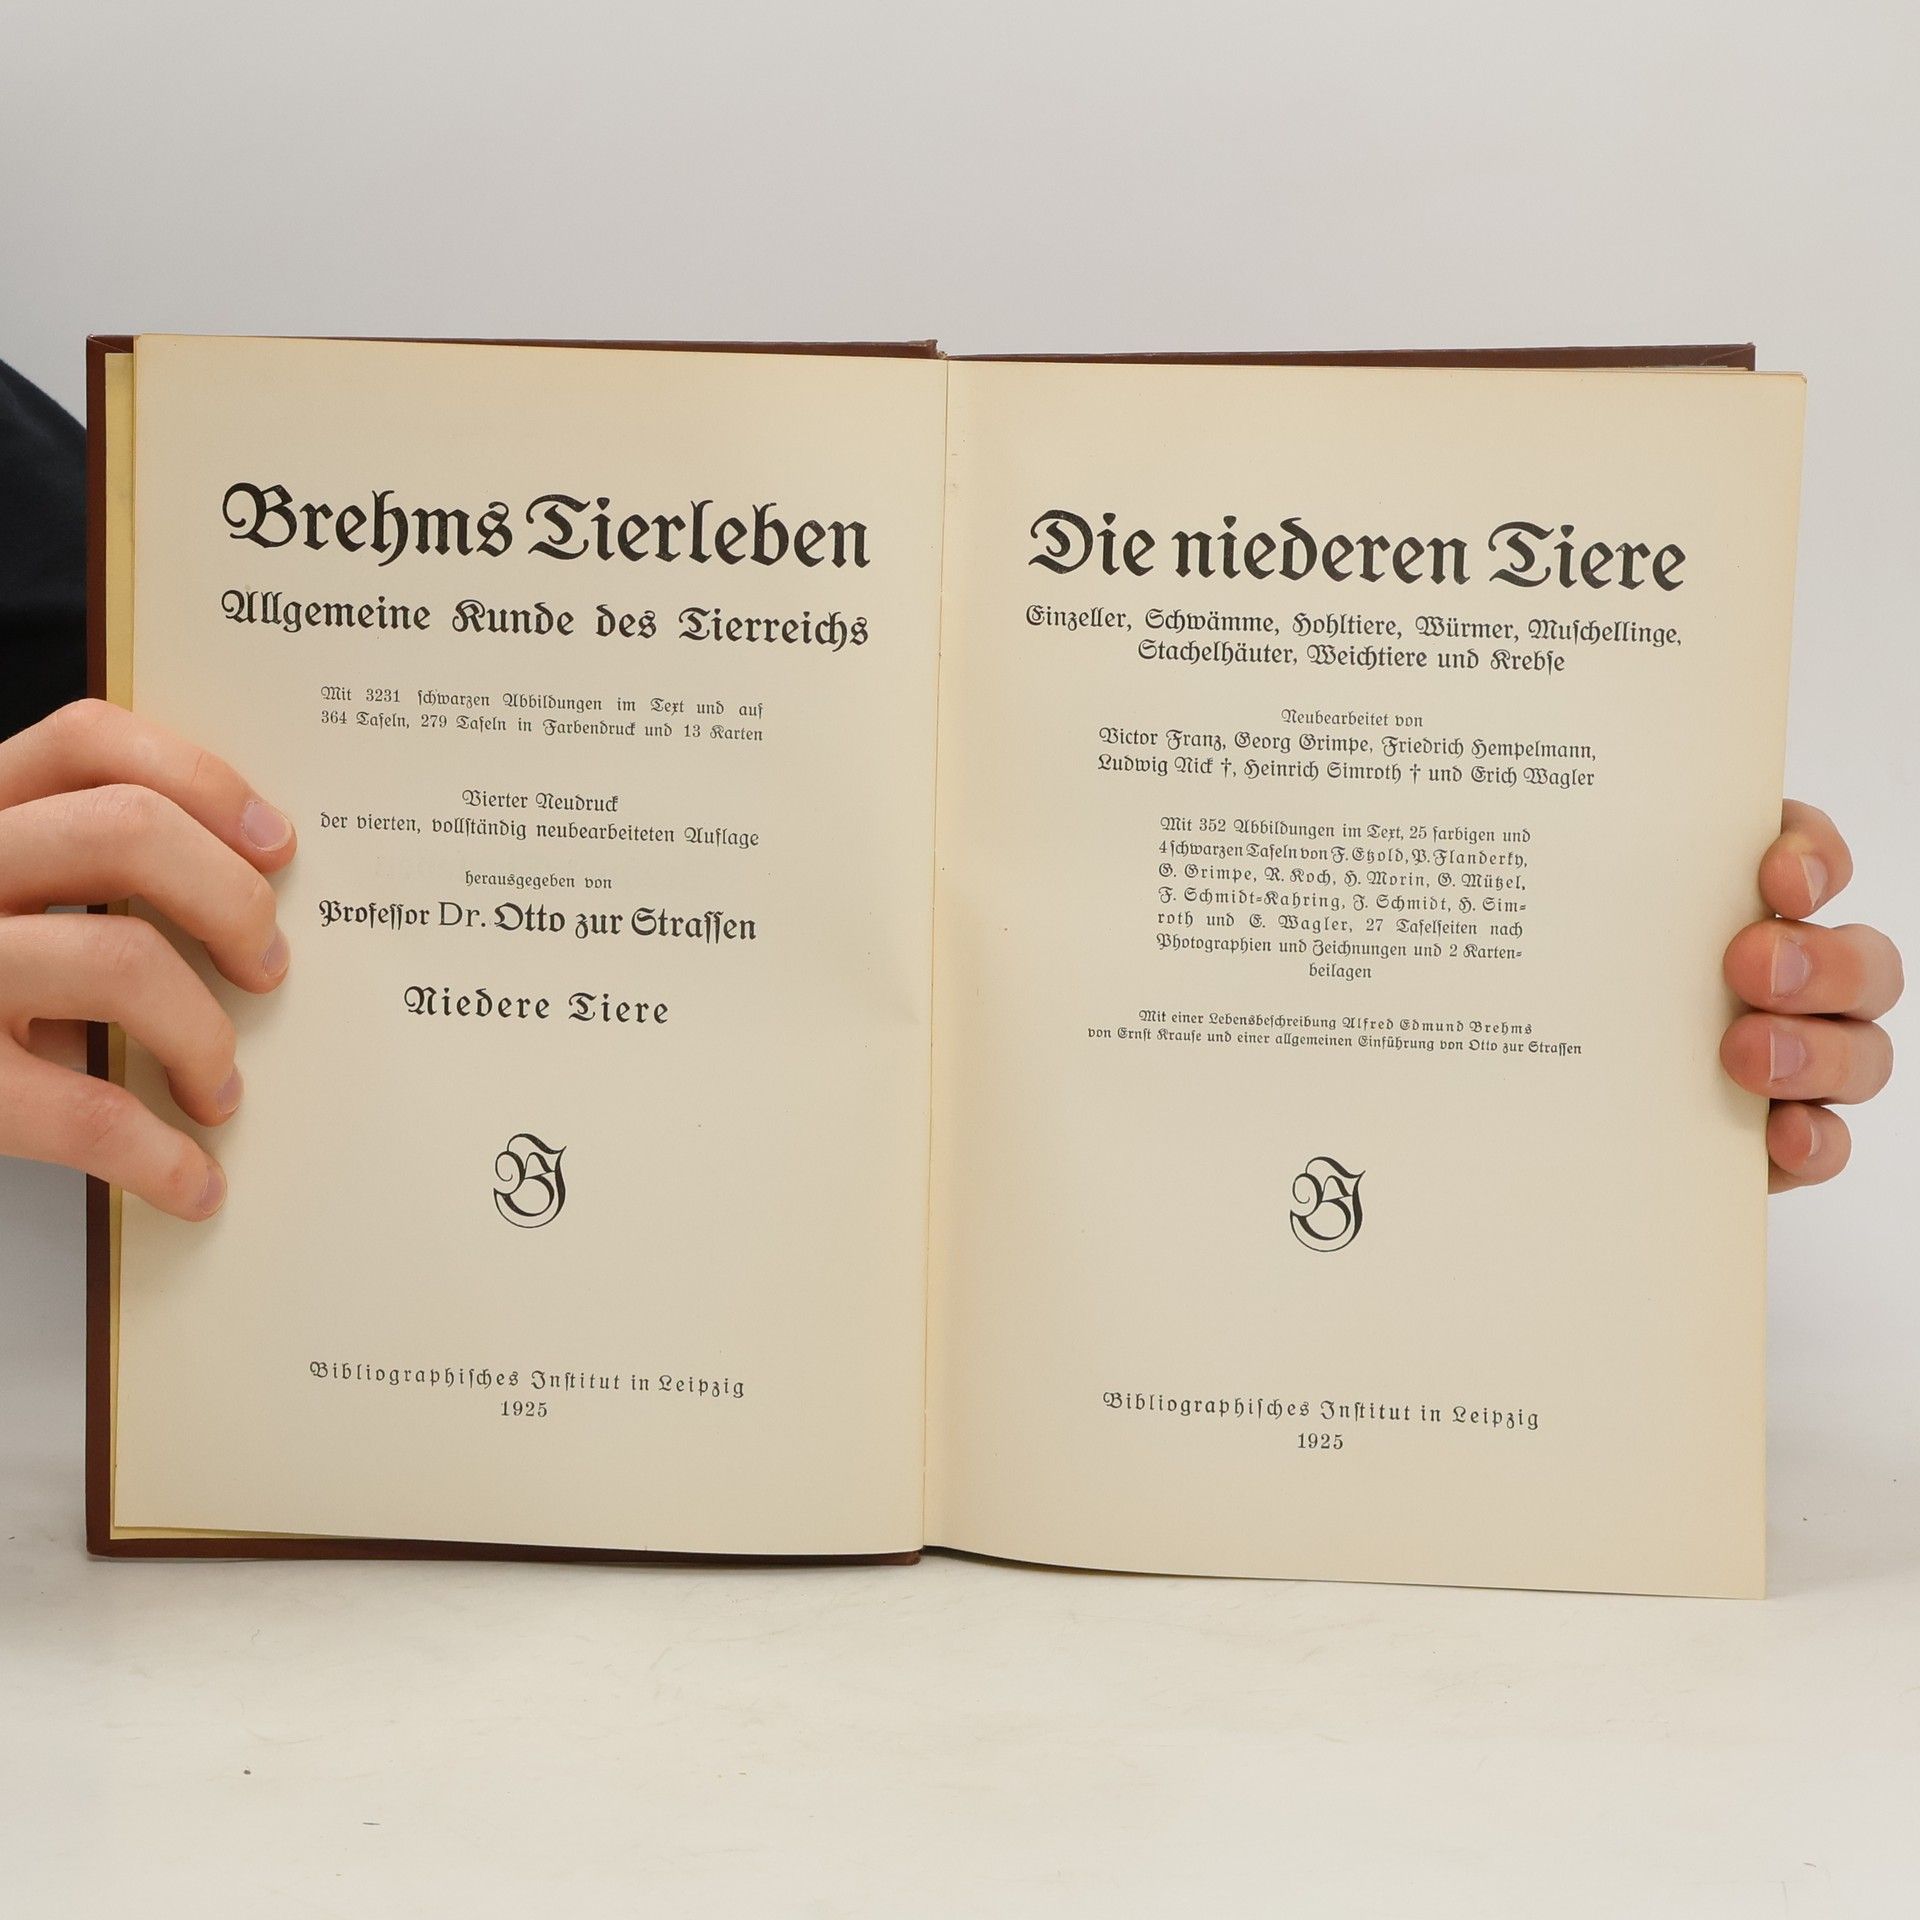 Brehms Tierleben
Allgemeine Kunde des Tierreichs
Mit 3231 ſchwarzen Abbildungen im Text und auf
364 Tafeln, 279 Tafeln in Farbendruck und 13 Karten
Vierter Neudruck
der vierten, vollſtändig neubearbeiteten Auflage
herausgegeben von
Profeſſor Dr. Otto zur Straſſen
Niedere Tiere
BI
Bibliographiſches Inſtitut in Leipzig
1925
Die niederen Tiere
Einzeller, Schwämme, Hohltiere, Würmer, Muſchellinge,
Stachelhäuter, Weichtiere und Krebſe
Neubearbeitet von
Victor Franz, Georg Grimpe, Friedrich Hempelmann,
Ludwig Nick †, Heinrich Simroth † und Erich Wagler
Mit 352 Abbildungen im Text, 25 farbigen und
4 ſchwarzen Tafeln von F. Etzold, P. Flanderky,
G. Grimpe, R. Koch, H. Morin, G. Mützel,
F. Schmidt-Kahring, J. Schmidt, H. Sim-
roth und E. Wagler, 27 Tafelſeiten nach
Photographien und Zeichnungen und 2 Karten-
beilagen
Mit einer Lebensbeſchreibung Alfred Edmund Brehms
von Ernſt Krauſe und einer allgemeinen Einführung von Otto zur Straſſen
BI
Bibliographiſches Inſtitut in Leipzig
1925